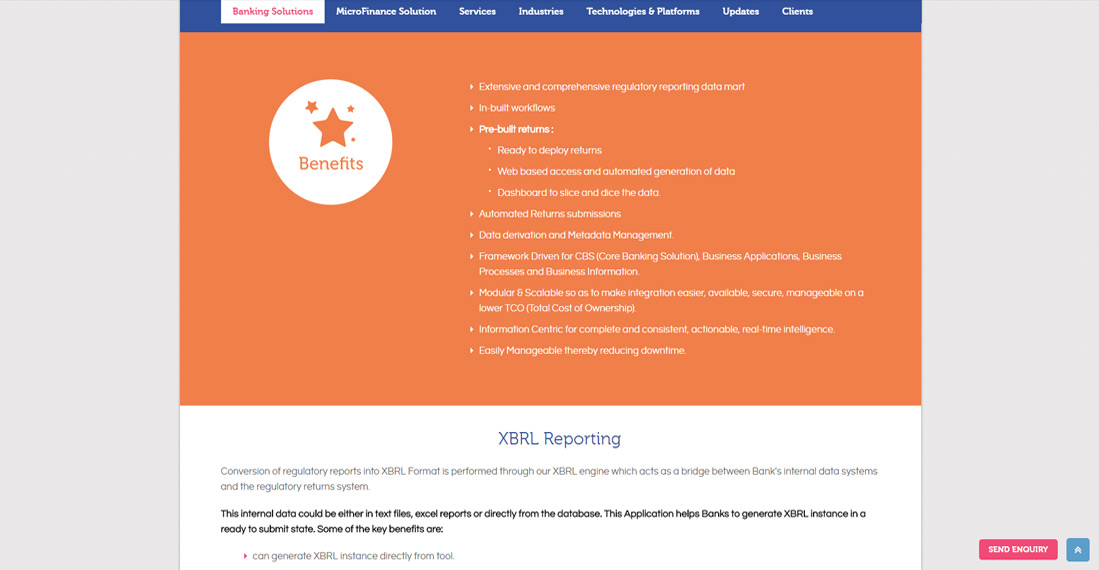 Banking Solutions MicroFinance Solution Services Industries Technologies & Platforms Updates Clients
Benefits
Extensive and comprehensive regulatory reporting data mart
In-built workflows
Pre-built returns :
Ready to deploy returns
Web based access and automated generation of data
Dashboard to slice and dice the data.
Automated Returns submissions
Data derivation and Metadata Management.
Framework Driven for CBS (Core Banking Solution), Business Applications, Business
Processes and Business Information.
Modular & Scalable so as to make integration easier, available, secure, manageable on a
lower TCO (Total Cost of Ownership).
Information Centric for complete and consistent, actionable, real-time intelligence.
Easily Manageable thereby reducing downtime.
XBRL Reporting
Conversion of regulatory reports into XBRL Format is performed through our XBRL engine which acts as a bridge between Bank's internal data systems
and the regulatory returns system.
This internal data could be either in text files, excel reports or directly from the database. This Application helps Banks to generate XBRL instance in a
ready to submit state. Some of the key benefits are:
can generate XBRL instance directly from tool.
SEND ENQUIRY